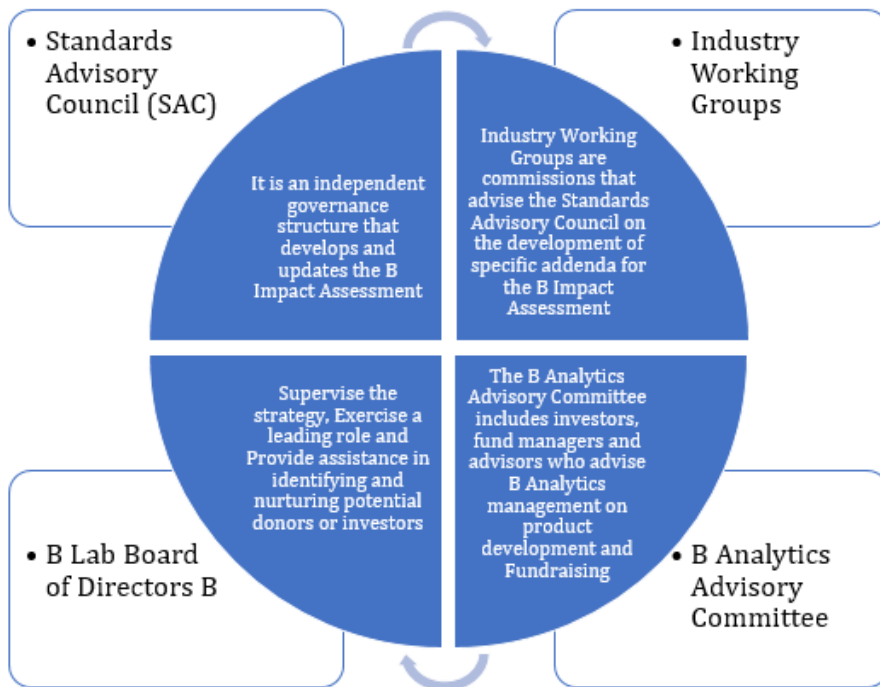 • Standards
Advisory
Council (SAC)
• Industry
Working
Groups
It is an independent
governance
structure that
develops and
updates the B
Impact Assessment
Industry Working
Groups are
commissions that
advise the Standards
Advisory Council on
the development of
specific addenda for
the B Impact
Assessment
Supervise the
strategy, Exercise a
leading role and
Provide assistance in
identifying and
nurturing potential
donors or investors
The B Analytics
Advisory Committee
includes investors,
fund managers and
advisors who advise
B Analytics
management on
product
development and
Fundraising
• B Lab Board
of Directors B
• B Analytics
Advisory
Committee